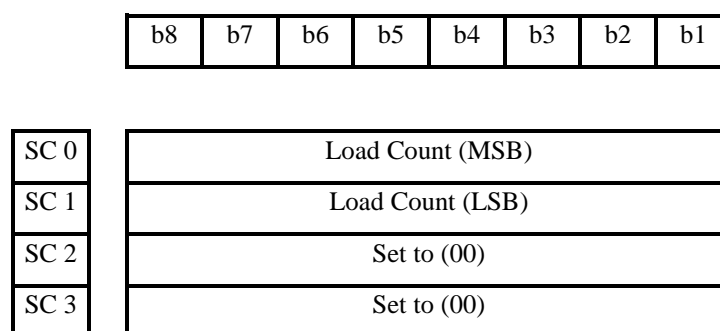 b8 b7 b6 b5 b4 b3 b2 b1
SC 0 Load Count (MSB)
SC 1 Load Count (LSB)
SC 2 Set to (00)
SC 3 Set to (00)